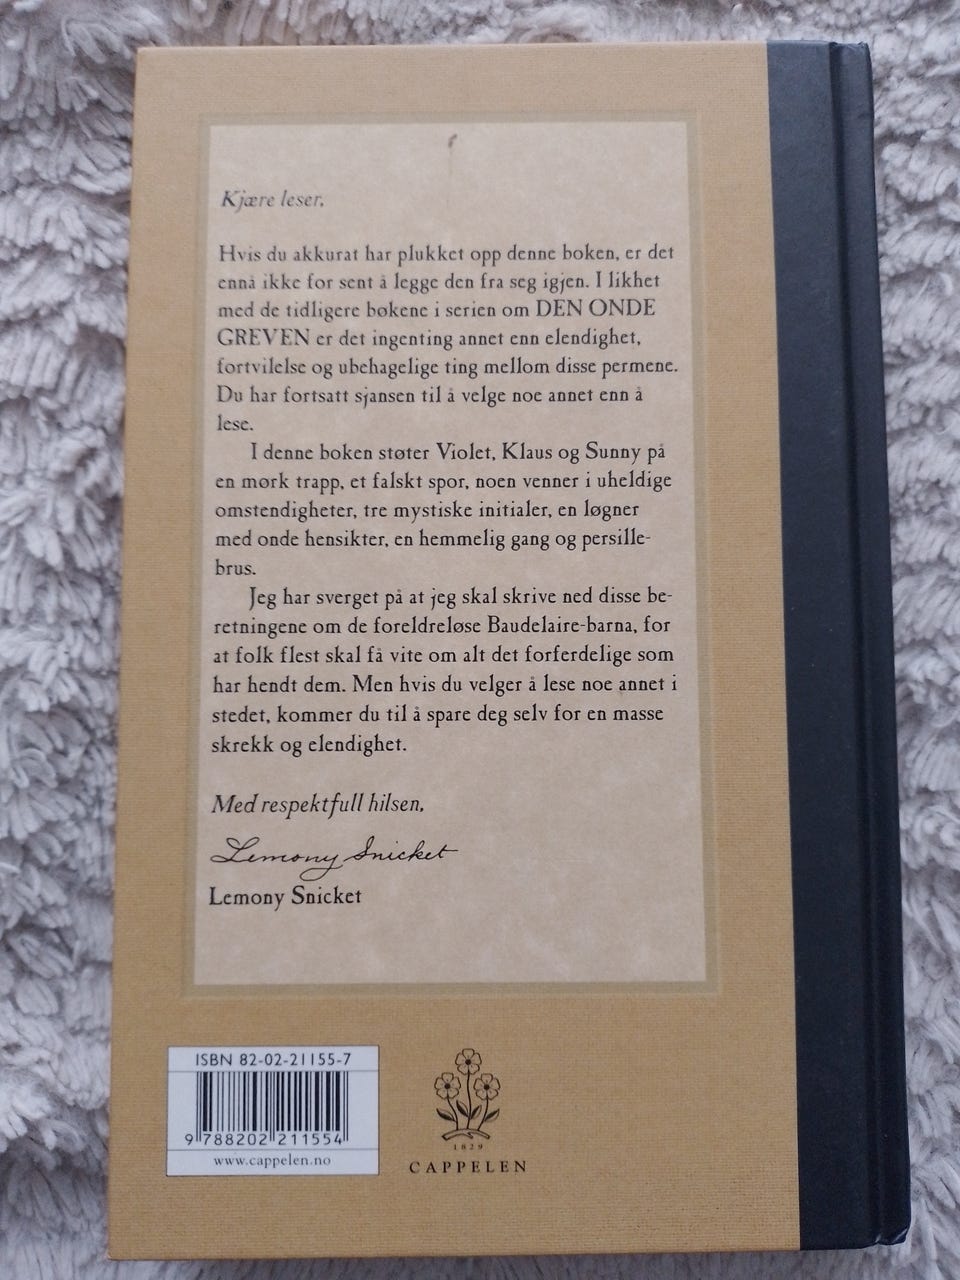 Kjære leser,
Hvis du akkurat har plukket opp denne boken, er det
ennå ikke for sent å legge den fra seg igjen. I likhet
med de tidligere bøkene i serien om DEN ONDE
GREVEN er det ingenting annet enn elendighet,
fortvilelse og ubehagelige ting mellom disse permene.
Du har fortsatt sjansen til å velge noe annet enn å
lese.
I denne boken støter Violet, Klaus og Sunny på
en mørk trapp, et falskt spor, noen venner i uheldige
omstendigheter, tre mystiske initialer, en løgner
med onde hensikter, en hemmelig gang og persille-
brus.
Jeg har sverget på at jeg skal skrive ned disse be-
retningene om de foreldreløse Baudelaire-barna, for
at folk flest skal få vite om alt det forferdelige som
har hendt dem. Men hvis du velger å lese noe annet i
stedet, kommer du til å spare deg selv for en masse
skrekk og elendighet.
Med respektfull hilsen,
Lemony Snicket
Lemony Snicket
ISBN 82-02-21155-7
9 788202 211554
www.cappelen.no
1829
CAPPELEN